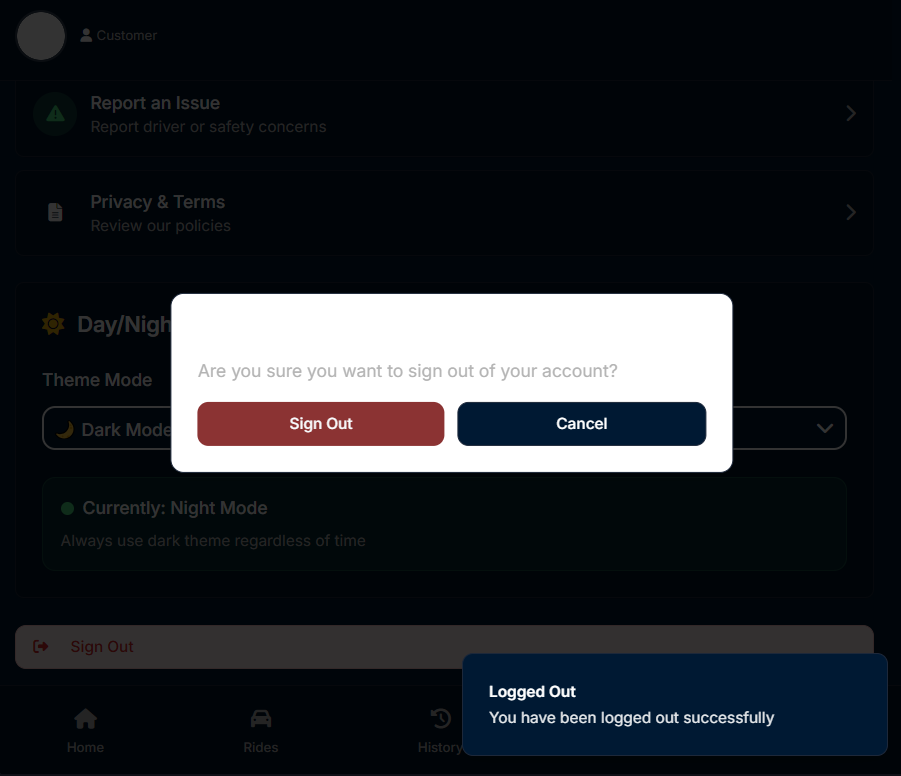 Customer
Report an Issue
Report driver or safety concerns
Privacy & Terms
Review our policies
Day/Nigh
Theme Mode
Dark Mode
Are you sure you want to sign out of your account?
Sign Out
Cancel
Currently: Night Mode
Always use dark theme regardless of time
Sign Out
Logged Out
You have been logged out successfully
Home
Rides
History